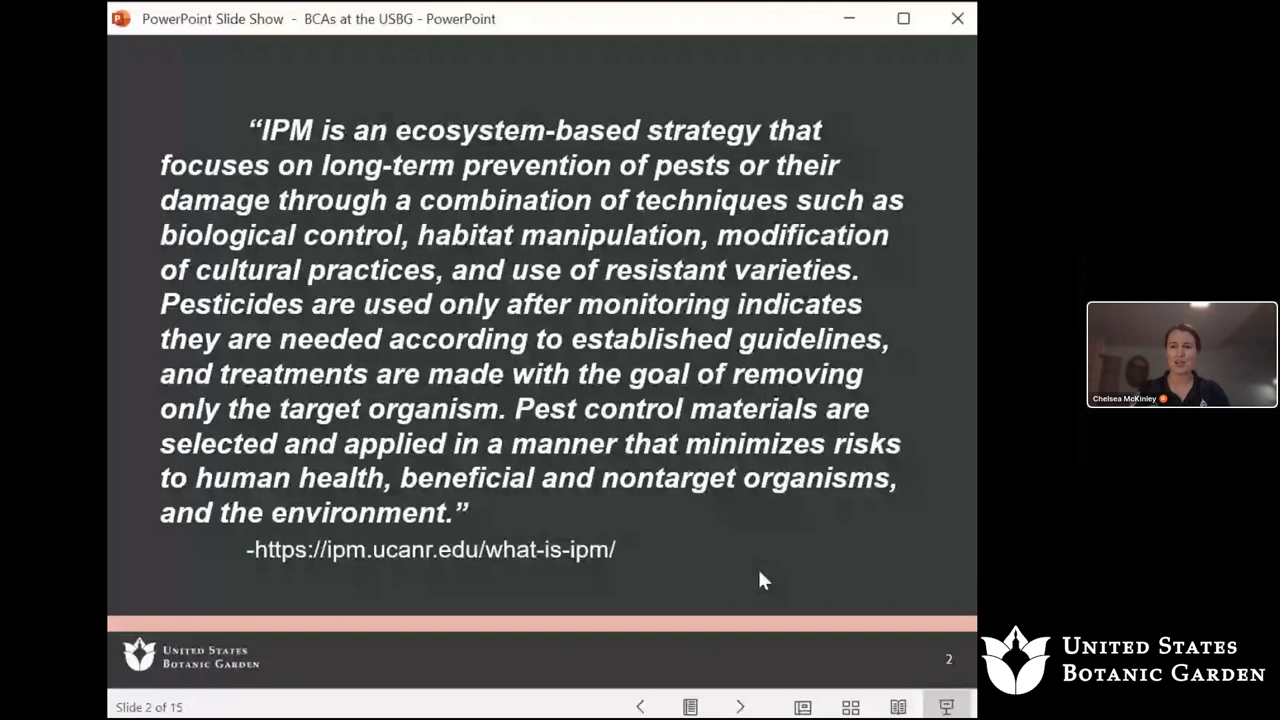 PowerPoint Slide Show - BCAs at the USBG - PowerPoint
“IPM is an ecosystem-based strategy that
focuses on long-term prevention of pests or their
damage through a combination of techniques such as
biological control, habitat manipulation, modification
of cultural practices, and use of resistant varieties.
Pesticides are used only after monitoring indicates
they are needed according to established guidelines,
and treatments are made with the goal of removing
only the target organism. Pest control materials are
selected and applied in a manner that minimizes risks
to human health, beneficial and nontarget organisms,
and the environment.”
-https://ipm.ucanr.edu/what-is-ipm/
Chelsea McKinley
UNITED STATES
BOTANIC GARDEN
2
UNITED STATES
BOTANIC GARDEN
Slide 2 of 15